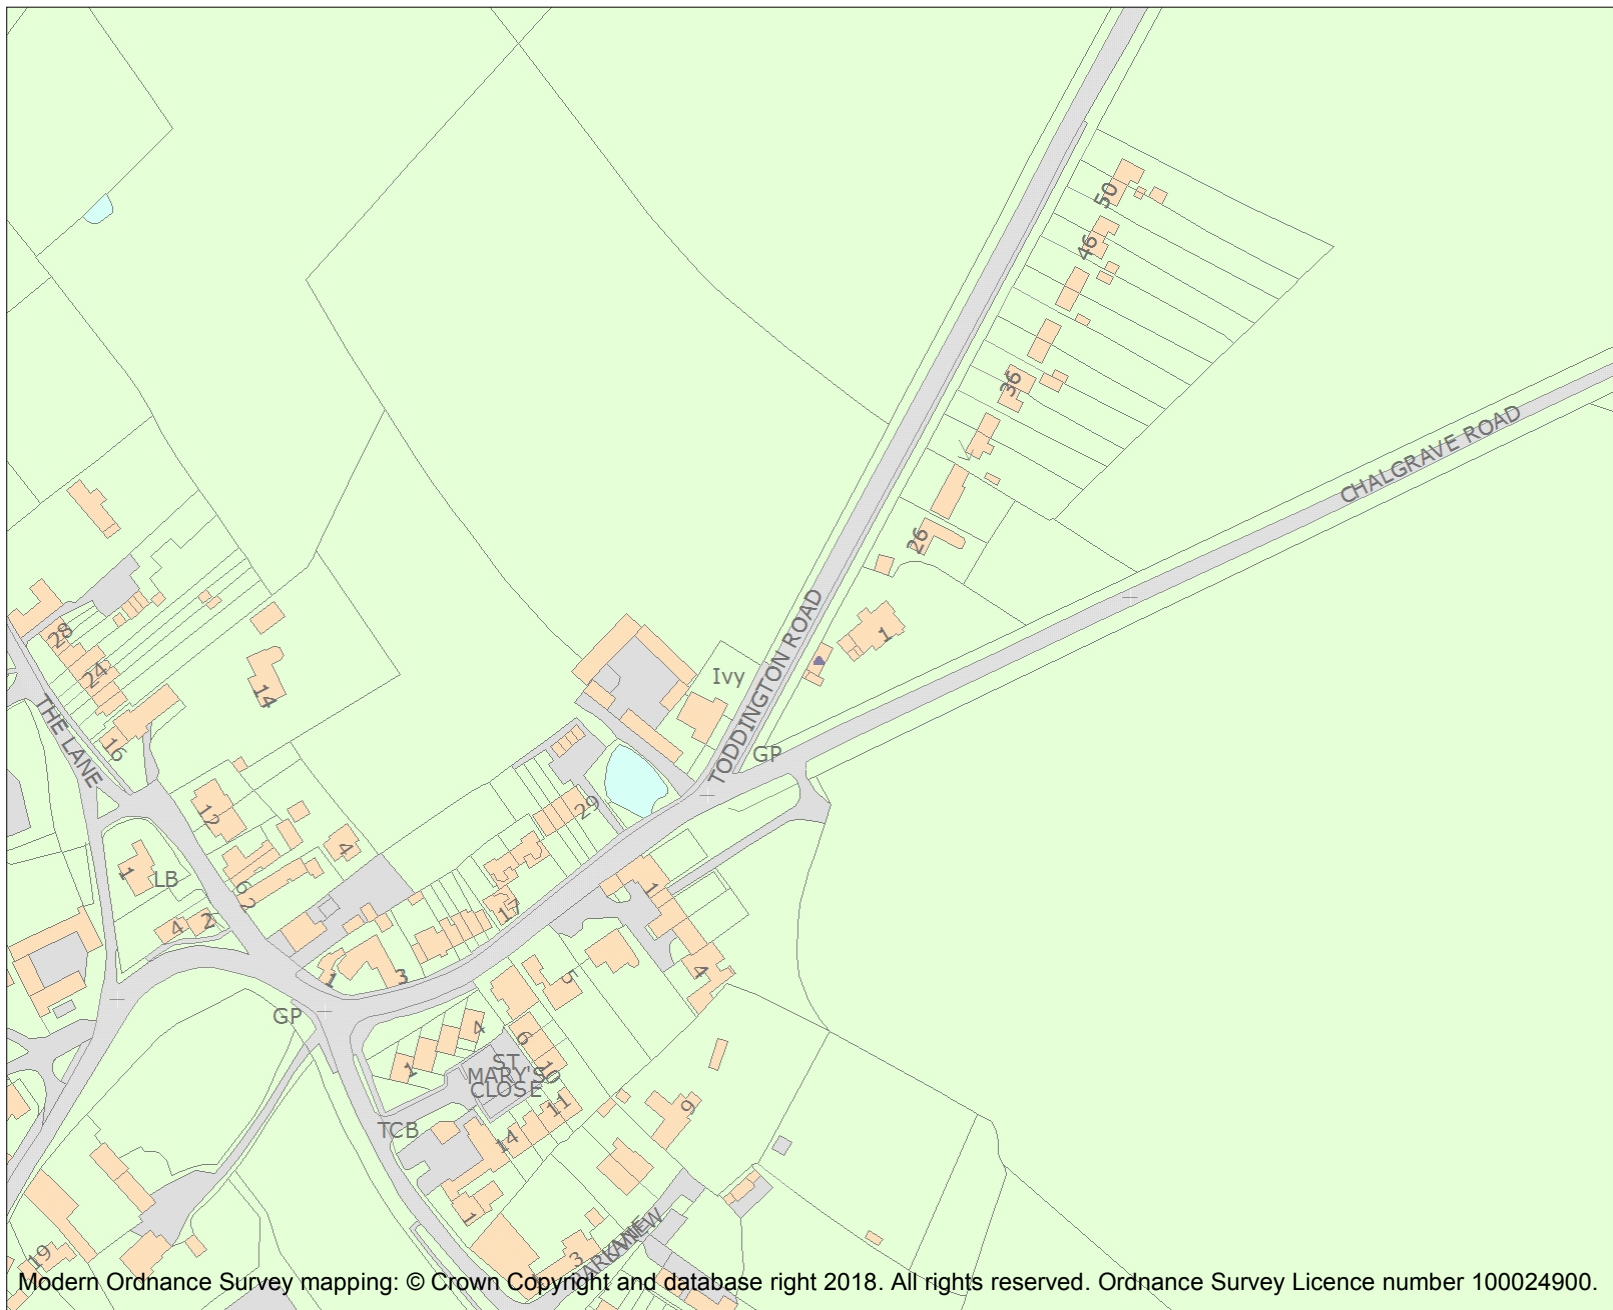 50
46
36
CHALGRAVE ROAD
26
TODDINGTON ROAD
1
28
24
Ivy
14
THE LANE
16
GP
12
29
4
1
LB
6
2
1
17
4
2
3
1
4
5
GP
4
6
1
ST
MARY'S
CLOSE
10
11
9
TCB
14
1
3
19
Modern Ordnance Survey mapping: © Crown Copyright and database right 2018. All rights reserved. Ordnance Survey Licence number 100024900.